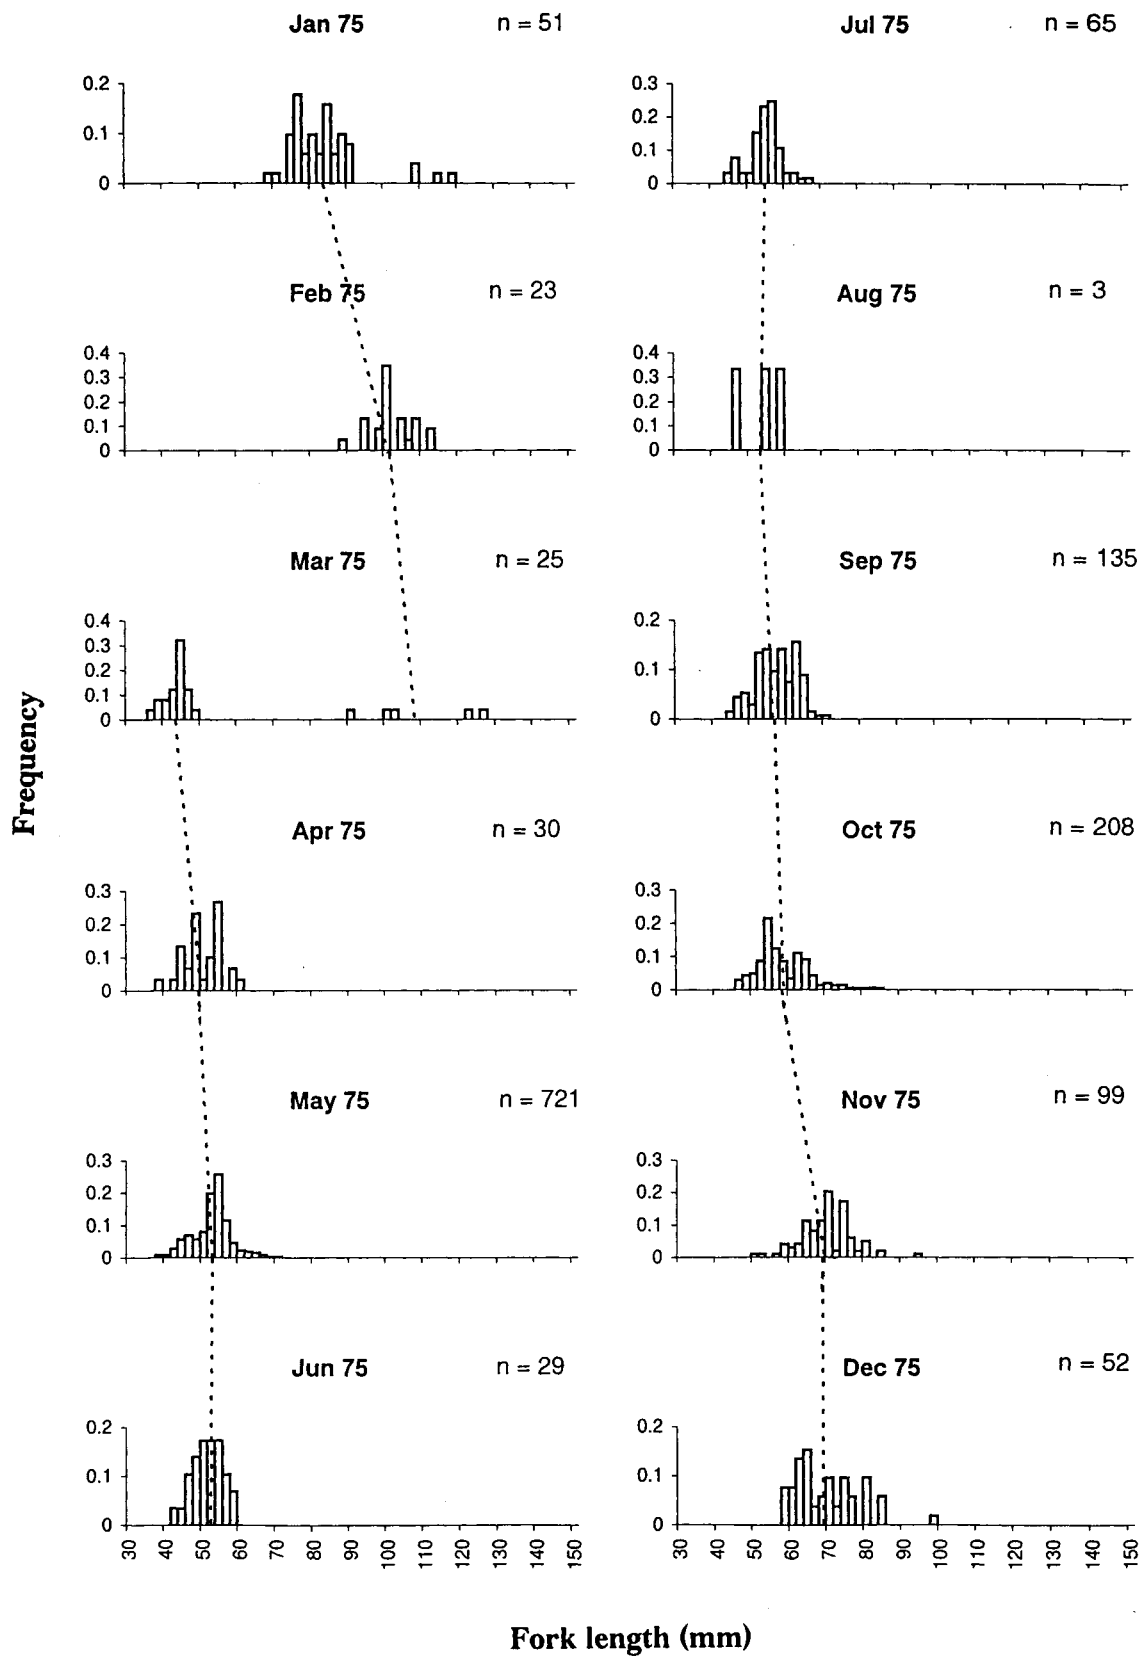 Jan 75 n = 51
0.2
0.1
0
Feb 75 n = 23
0.4
0.3
0.2
0.1
0
Mar 75 n = 25
0.4
0.3
0.2
0.1
0
Apr 75 n = 30
0.3
0.2
0.1
0
May 75 n = 721
0.3
0.2
0.1
0
Jun 75 n = 29
0.2
0.1
0
30 40 50 60 70 80 90 100 110 120 130 140 150
Jul 75 n = 65
0.3
0.2
0.1
0
Aug 75 n = 3
0.4
0.3
0.2
0.1
0
Sep 75 n = 135
0.2
0.1
0
Oct 75 n = 208
0.3
0.2
0.1
0
Nov 75 n = 99
0.3
0.2
0.1
0
Dec 75 n = 52
0.2
0.1
0
30 40 50 60 70 80 90 100 110 120 130 140 150
Frequency
Fork length (mm)